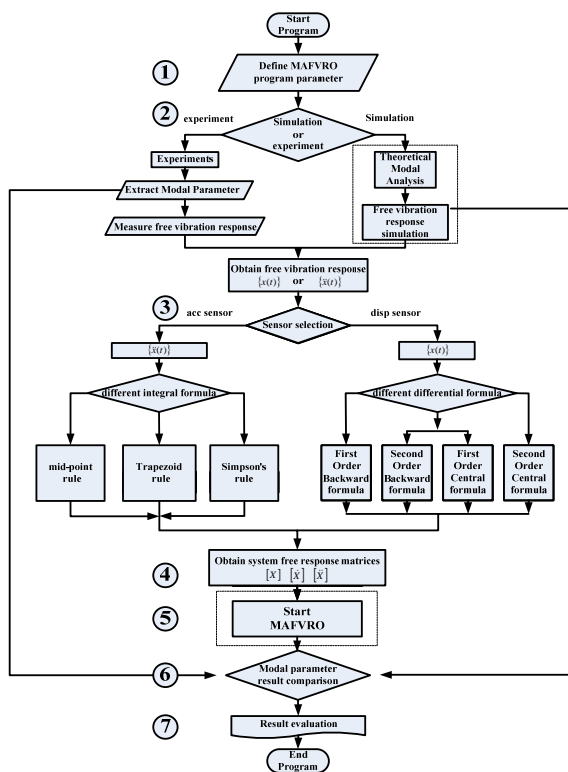 Start
Program
1
Define MAFVRO
program parameter
2
experiment
Simulation
Simulation
or
experiment
Experiments
Theoretical
Modal
Analysis
Extract Modal Parameter
Measure free vibration response
Free vibration
response
simulation
Obtain free vibration response
{x(t)} or {ẍ(t)}
3
acc sensor
disp sensor
Sensor selection
{ẍ(t)}
{x(t)}
different integral formula
different differential formula
mid-point
rule
Trapezoid
rule
Simpson's
rule
First
Order
Backward
formula
Second
Order
Backward
formula
First
Order
Central
formula
Second
Order
Central
formula
4
Obtain system free response matrices
[X] [Ẋ] [Ẍ]
5
Start
MAFVRO
6
Modal parameter
result comparison
7
Result evaluation
End
Program